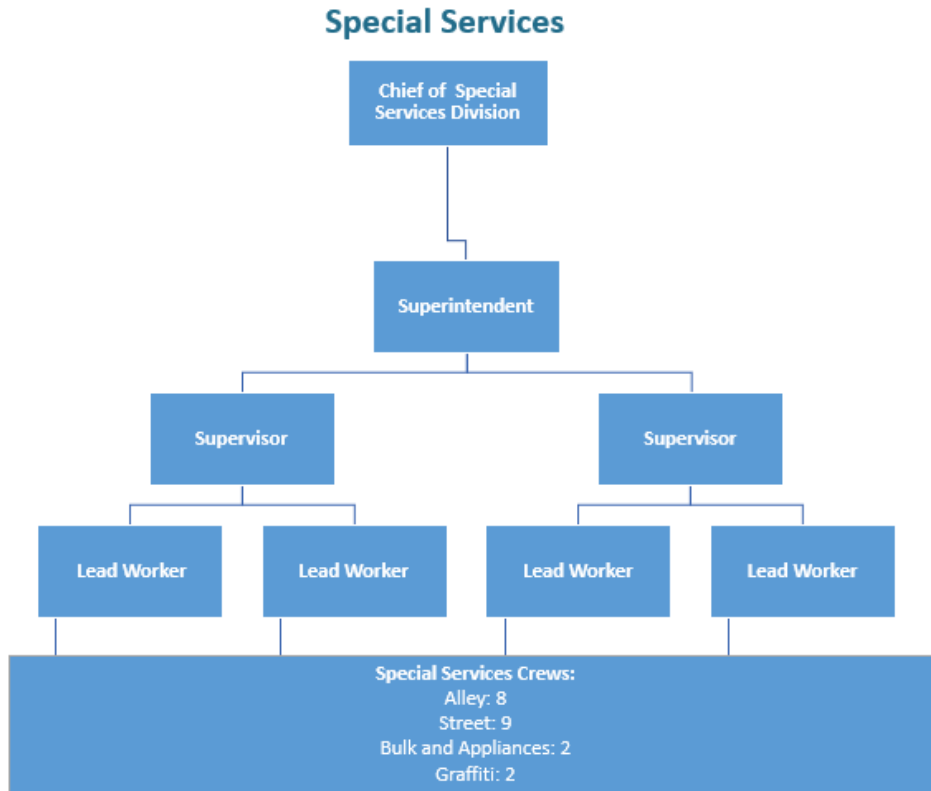 Special Services
Chief of Special
Services Division
Superintendent
Supervisor
Supervisor
Lead Worker
Lead Worker
Lead Worker
Lead Worker
Special Services Crews:
Alley: 8
Street: 9
Bulk and Appliances: 2
Graffiti: 2